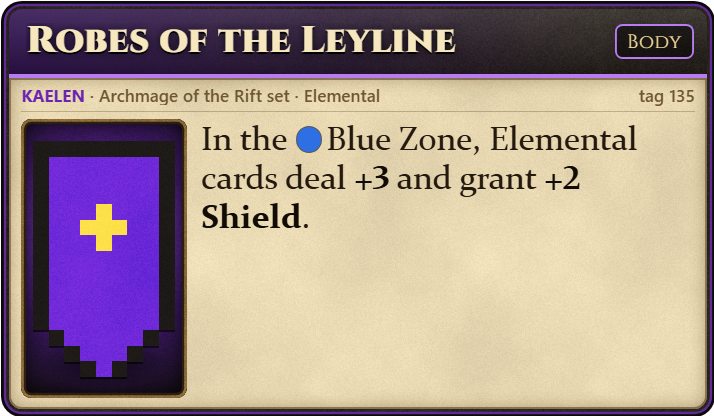 Robes of the Leyline
Body
KAELEN · Archmage of the Rift set · Elemental
tag 135
In the Blue Zone, Elemental
cards deal +3 and grant +2
Shield.